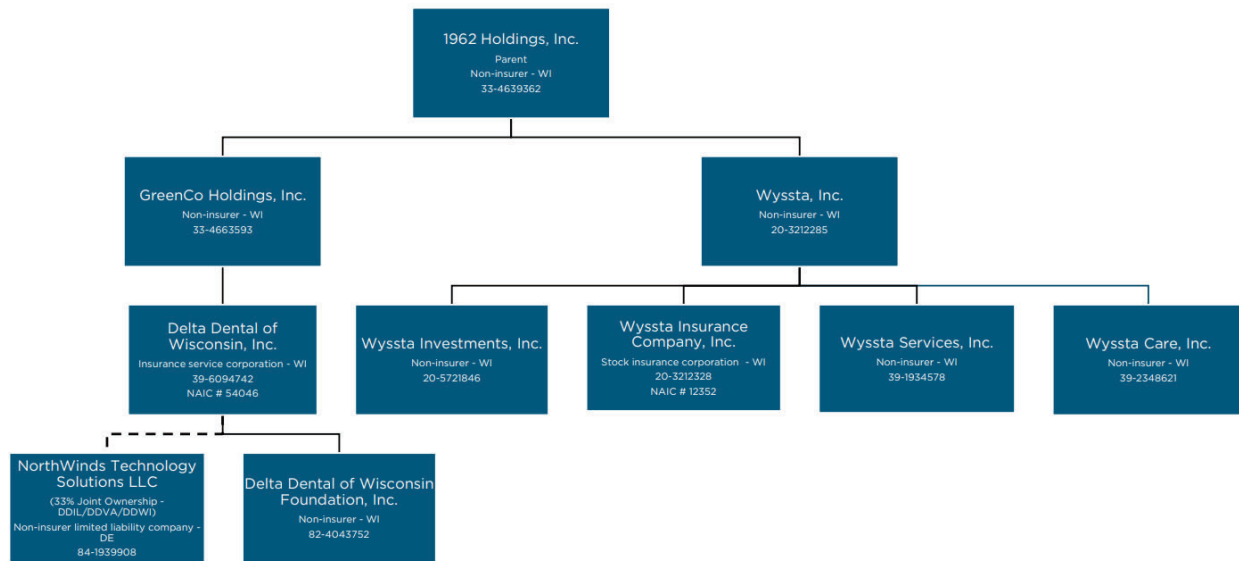 1962 Holdings, Inc.
Parent
Non-insurer - WI
33-4639362
GreenCo Holdings, Inc.
Non-insurer - WI
33-4663593
Wyssta, Inc.
Non-insurer - WI
20-3212285
Delta Dental of
Wisconsin, Inc.
Insurance service corporation - WI
39-6094742
NAIC # 54046
Wyssta Investments, Inc.
Non-insurer - WI
20-5721846
Wyssta Insurance
Company, Inc.
Stock insurance corporation - WI
20-3212328
NAIC # 12352
Wyssta Services, Inc.
Non-insurer - WI
39-1934578
Wyssta Care, Inc.
Non-insurer - WI
39-2348621
NorthWinds Technology
Solutions LLC
(33% Joint Ownership -
DDIL/DDVA/DDWI)
Non-insurer limited liability company -
DE
84-1939908
Delta Dental of Wisconsin
Foundation, Inc.
Non-insurer - WI
82-4043752